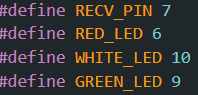 #define RECV_PIN 7
#define RED_LED 6
#define WHITE_LED 10
#define GREEN_LED 9